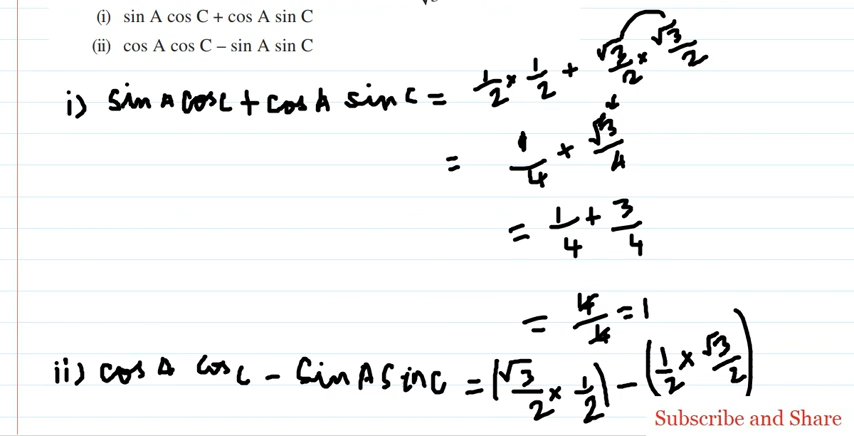 (i) sin A cos C + cos A sin C
(ii) cos A cos C – sin A sin C
i) sin A cos C + cos A sin C = 1/2 × 1/2 + √3/2 × √3/2
= 1/4 × √3/4
= 1/4 + 3/4
= 4/4 = 1
ii) cos A cos C - sin A sin C = (√3/2 × 1/2) - (1/2 × √3/2)
Subscribe and Share